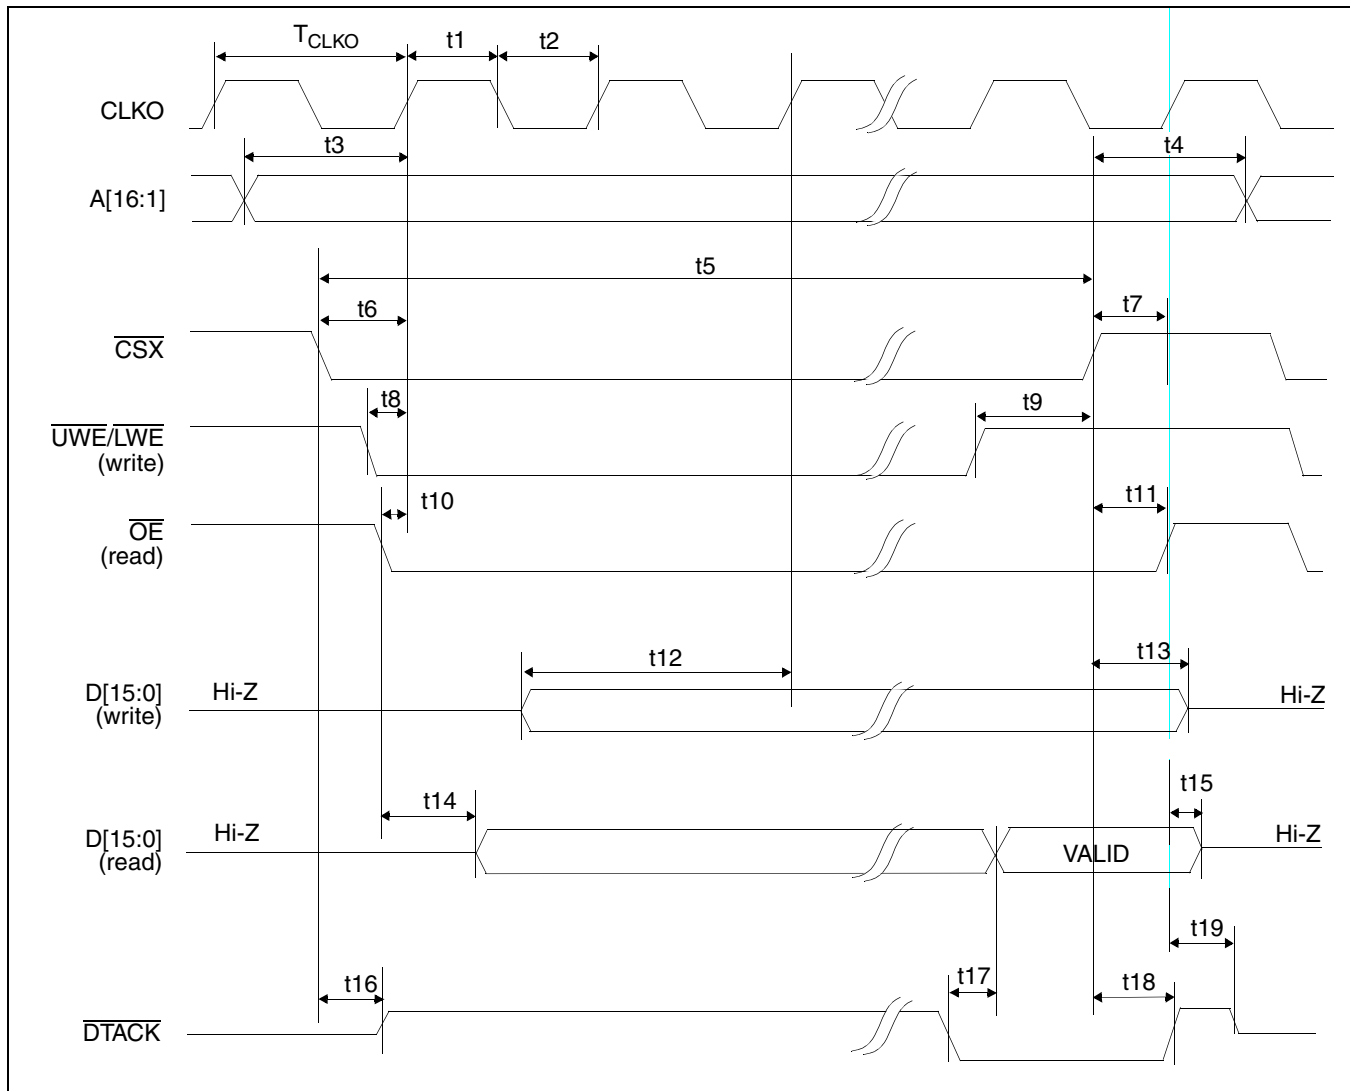 TCLKO t1 t2
CLKO
t3 t4
A[16:1]
t5
t6 t7
CSX
t8 t9
UWE/LWE
(write)
t10 t11
OE
(read)
t12 t13
D[15:0] Hi-Z Hi-Z
(write)
t14 t15
D[15:0] Hi-Z VALID Hi-Z
(read)
t19
t16 t17 t18
DTACK